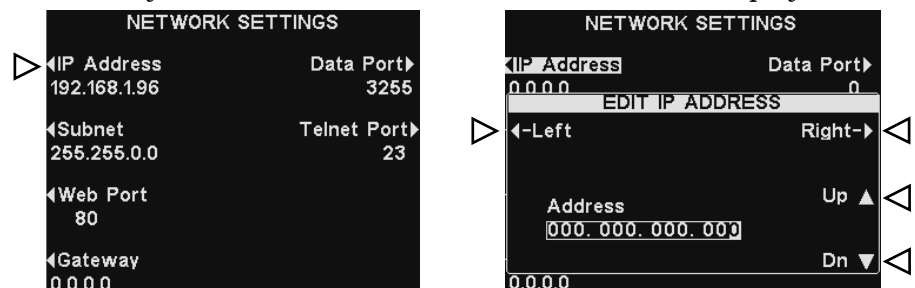 NETWORK SETTINGS
IP Address
Data Port
192.168.1.96
3255
Subnet
Telnet Port
255.255.0.0
23
Web Port
80
Gateway
0.0.0.0
NETWORK SETTINGS
IP Address
Data Port
0.0.0.0
0
EDIT IP ADDRESS
-Left
Right-
Up
Address
000. 000. 000. 000
Dn
0.0.0.0